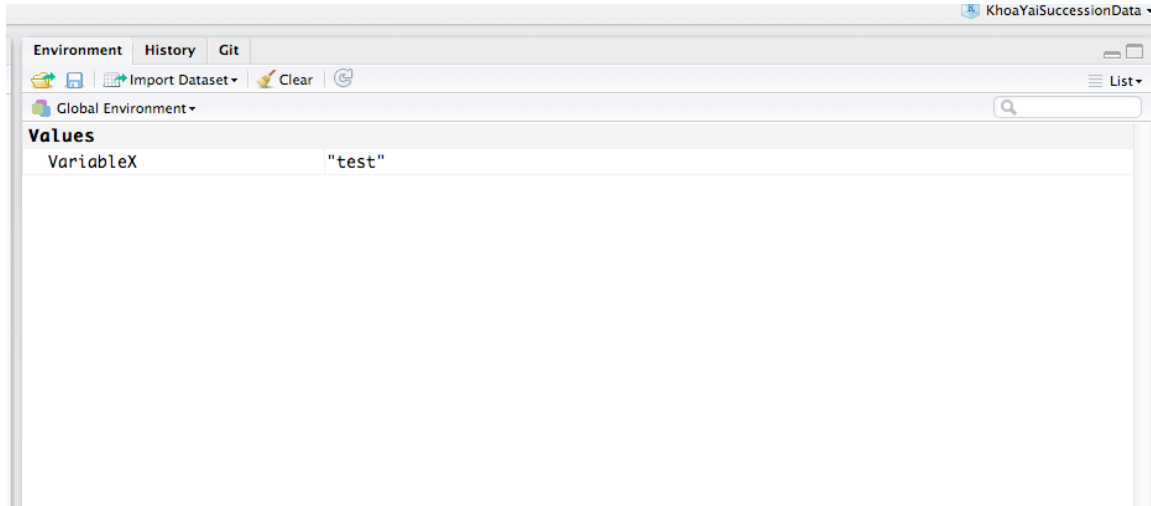 KhoaYaiSuccessionData
Environment History Git
Import Dataset Clear List
Global Environment
Values
VariableX "test"